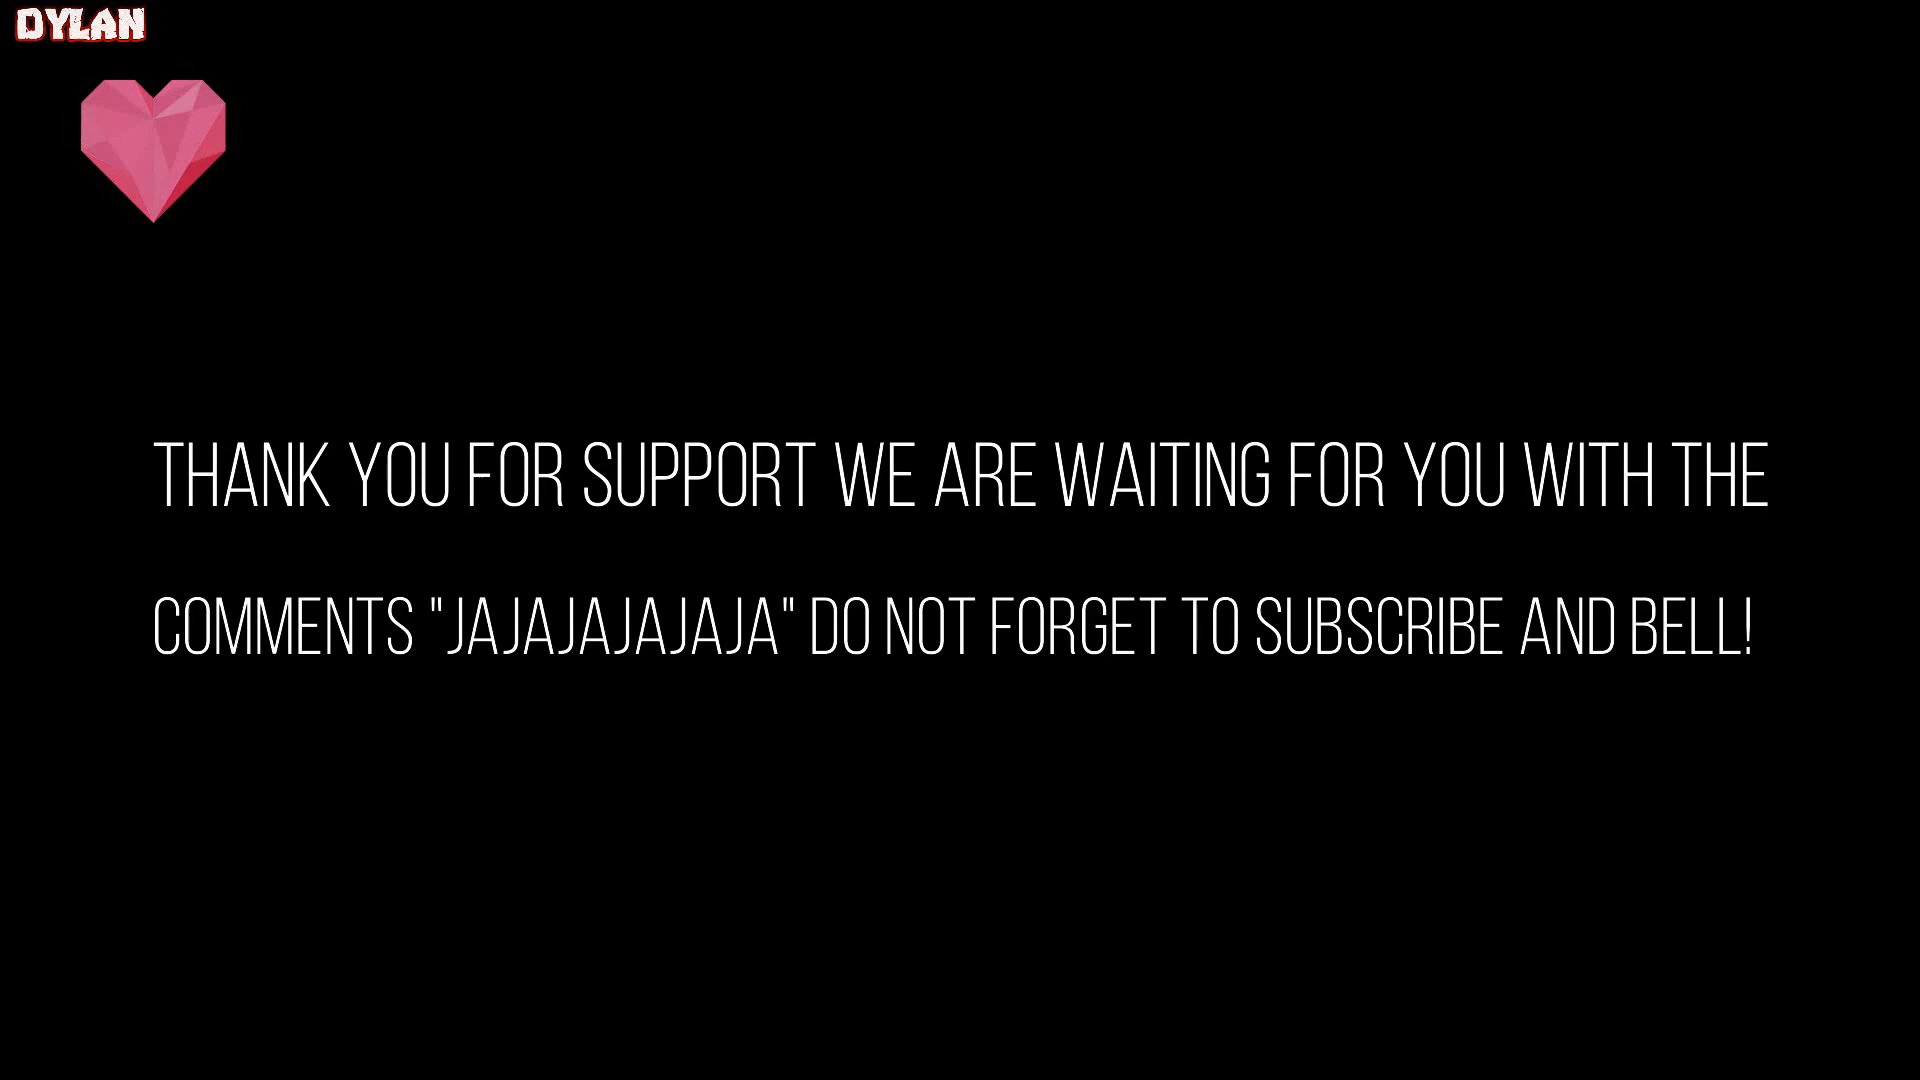 DYLAN
THANK YOU FOR SUPPORT WE ARE WAITING FOR YOU WITH THE
COMMENTS "JAJAJAJAJAJA" DO NOT FORGET TO SUBSCRIBE AND BELL!